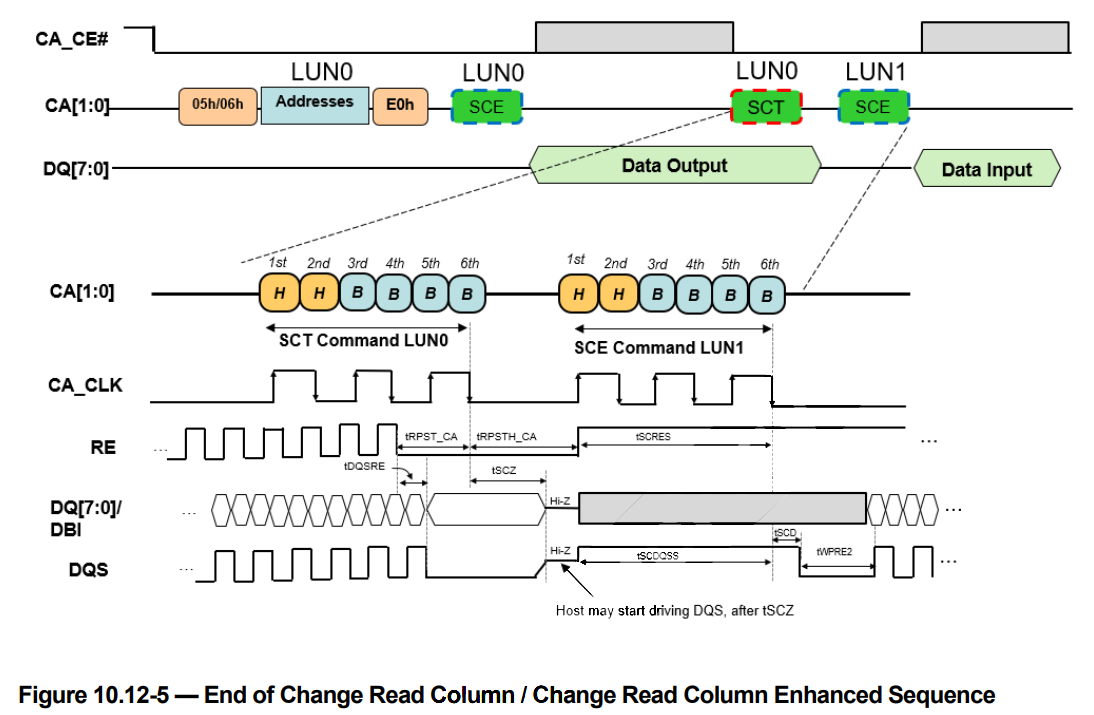 CA_CE#
LUN0 LUN0 LUN0 LUN1
CA[1:0] 05h/06h Addresses E0h SCE SCT SCE
DQ[7:0] Data Output Data Input
1st 2nd 3rd 4th 5th 6th 1st 2nd 3rd 4th 5th 6th
CA[1:0] H H B B B B H H B B B B
SCT Command LUN0 SCE Command LUN1
CA_CLK
RE ... tRPST_CA tRPSTH_CA tSCRES ...
tDQSRE tSCZ
DQ[7:0]/ ... Hi-Z ...
DBI
tSCD
DQS ... Hi-Z tSCDQSS tWPRE2 ...
Host may start driving DQS, after tSCZ
Figure 10.12-5 — End of Change Read Column / Change Read Column Enhanced Sequence